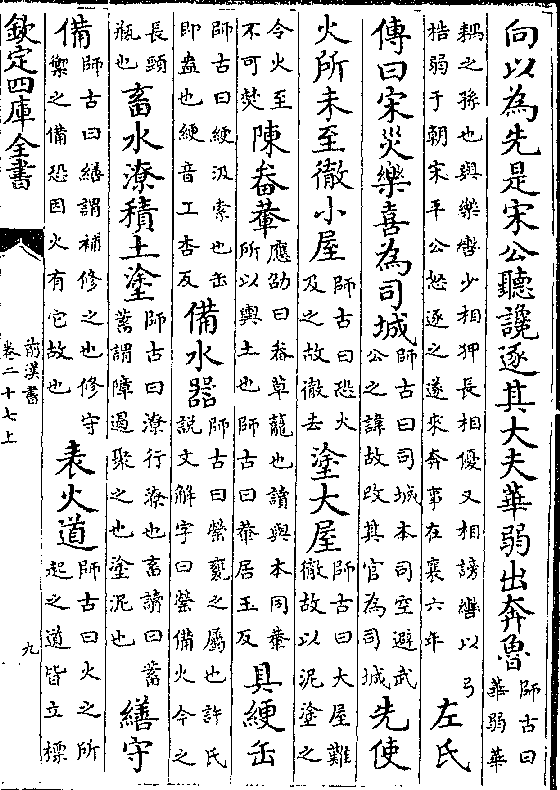 向以為先是宋公聽讒逐其大夫華弱出奔魯師古曰華弱華
耦之孫也與樂轡少相狎長相優又相謗轡以弓梏弱于朝宋平公怒逐之遂來奔事在襄六年左氏
傳曰宋災樂喜為司城師古曰司城本司空避武公之諱故改其官為司城先使
火所未至徹小屋師古曰恐火及之故徹去塗大屋師古曰大屋難徹故以泥塗之
令火至不可焚陳畚輂應劭曰畚草籠也讀與本同輂所以輿土也師古曰輂居玉反具綆缶
師古曰綆汲索也缶即盎也綆音工杏反備水器師古曰罃罋之屬也許氏說文解字曰罃備火今之
長頸瓶也畜水潦積土塗師古曰潦行潦也畜讀曰蓄蓄謂障遏聚之也塗泥也繕守
備師古曰繕謂補修之也修守禦之備恐因火有它故也表火道師古曰火之所起之道皆立標
欽定四庫全書
前漢書
卷二十七上
九